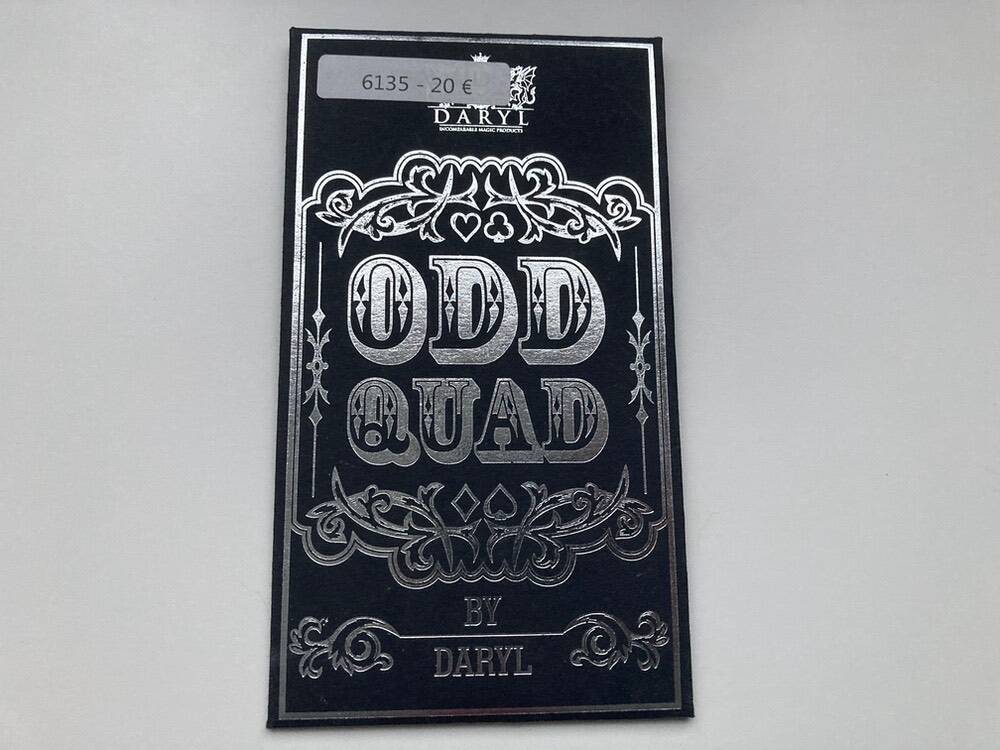 6135 - 20 €
DARYL
INCOMPARABLE MAGIC PRODUCTS
ODD
QUAD
BY
DARYL